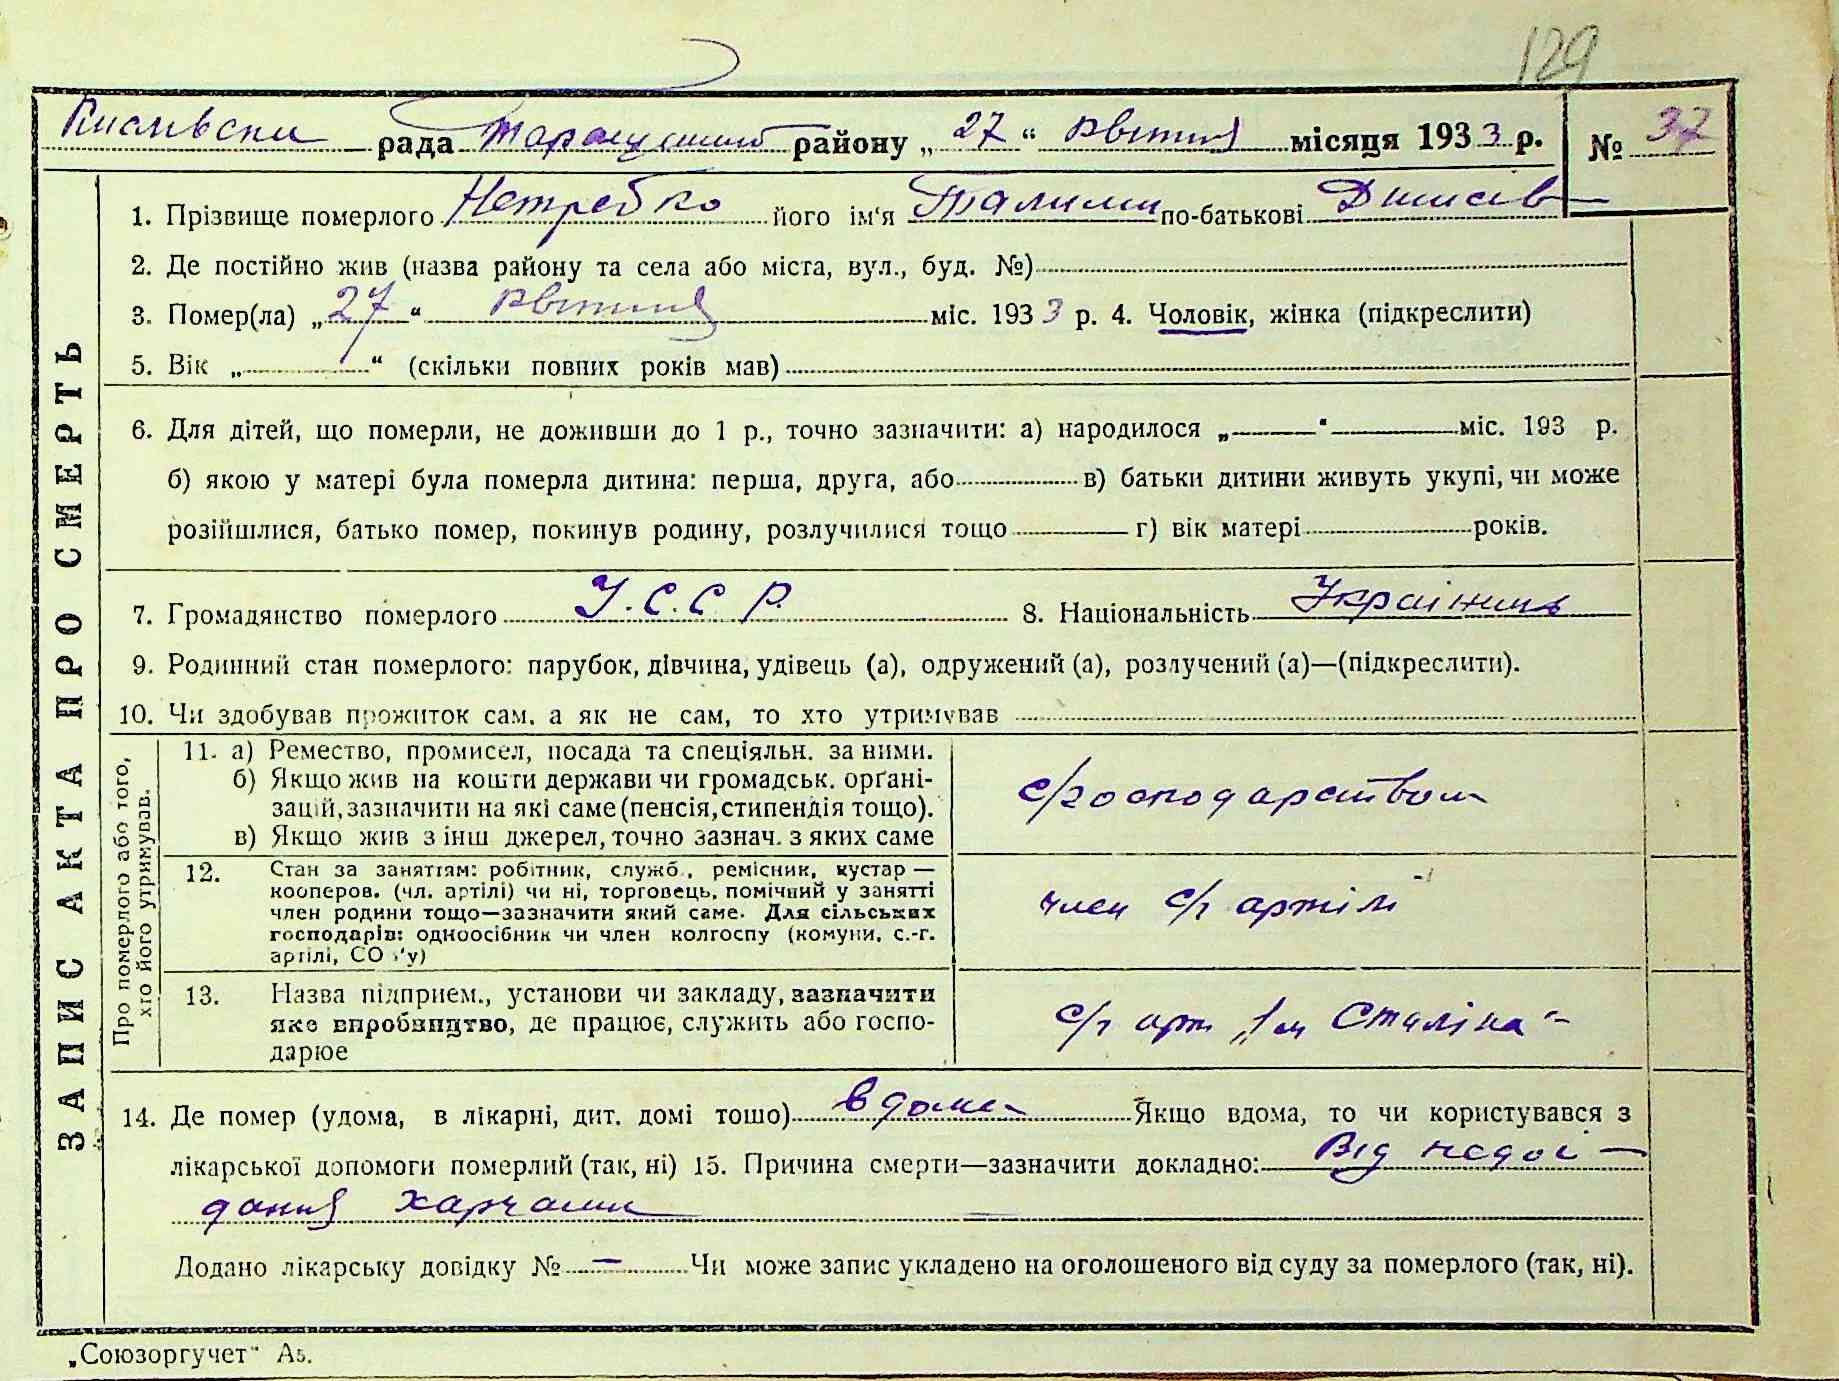 129
рада Таращанського району „27“ квітня місяця 1933 р. № 37
ЗАПИС АКТА ПРО СМЕРТЬ
1. Прізвище померлого Нетребко його ім‘я по-батькові
2. Де постійно жив (назва району та села або міста, вул., буд. №)
3. Помер(ла) „27“ квітня міс. 1933 р. 4. Чоловік, жінка (підкреслити)
5. Вік „ “ (скільки повних років мав)
6. Для дітей, що померли, не доживши до 1 р., точно зазначити: а) народилося „ “ міс. 193 р.
б) якою у матері була померла дитина: перша, друга, або в) батьки дитини живуть укупі, чи може
розійшлися, батько помер, покинув родину, розлучилися тощо г) вік матері років.
7. Громадянство померлого У.С.С.Р. 8. Національність Українець
9. Родинний стан померлого: парубок, дівчина, удівець (а), одружений (а), розлучений (а)—(підкреслити).
10. Чи здобував прожиток сам. а як не сам, то хто утримував
Про померлого або того,
хто його утримував.
11. а) Ремество, промисел, посада та спеціяльн. за ними.
б) Якщо жив на кошти держави чи громадськ. орґані-
зацій, зазначити на які саме (пенсія, стипендія тощо).
в) Якщо жив з інш джерел, точно зазнач. з яких саме
с/господарством
12. Стан за заняттям: робітник, служб., ремісник, кустар —
кооперов. (чл. артілі) чи ні, торговець, помічний у занятті
член родини тощо—зазначити який саме. Для сільських
господарів: одноосібник чи член колгоспу (комуни, с.-г.
артілі, СО У'у)
член с/г артілі
13. Назва підприєм., установи чи закладу, зазначити
яке виробництво, де працює, служить або госпо-
дарює
с/г арт „Ім Сталіна“
14. Де помер (удома, в лікарні, дит. домі тошо) вдома Якщо вдома, то чи користувався з
лікарської допомоги померлий (так, ні) 15. Причина смерти—зазначити докладно: Від недої-
дання харчами
Додано лікарську довідку № — Чи може запис укладено на оголошеного від суду за померлого (так, ні).
„Союзоргучет“ А5.